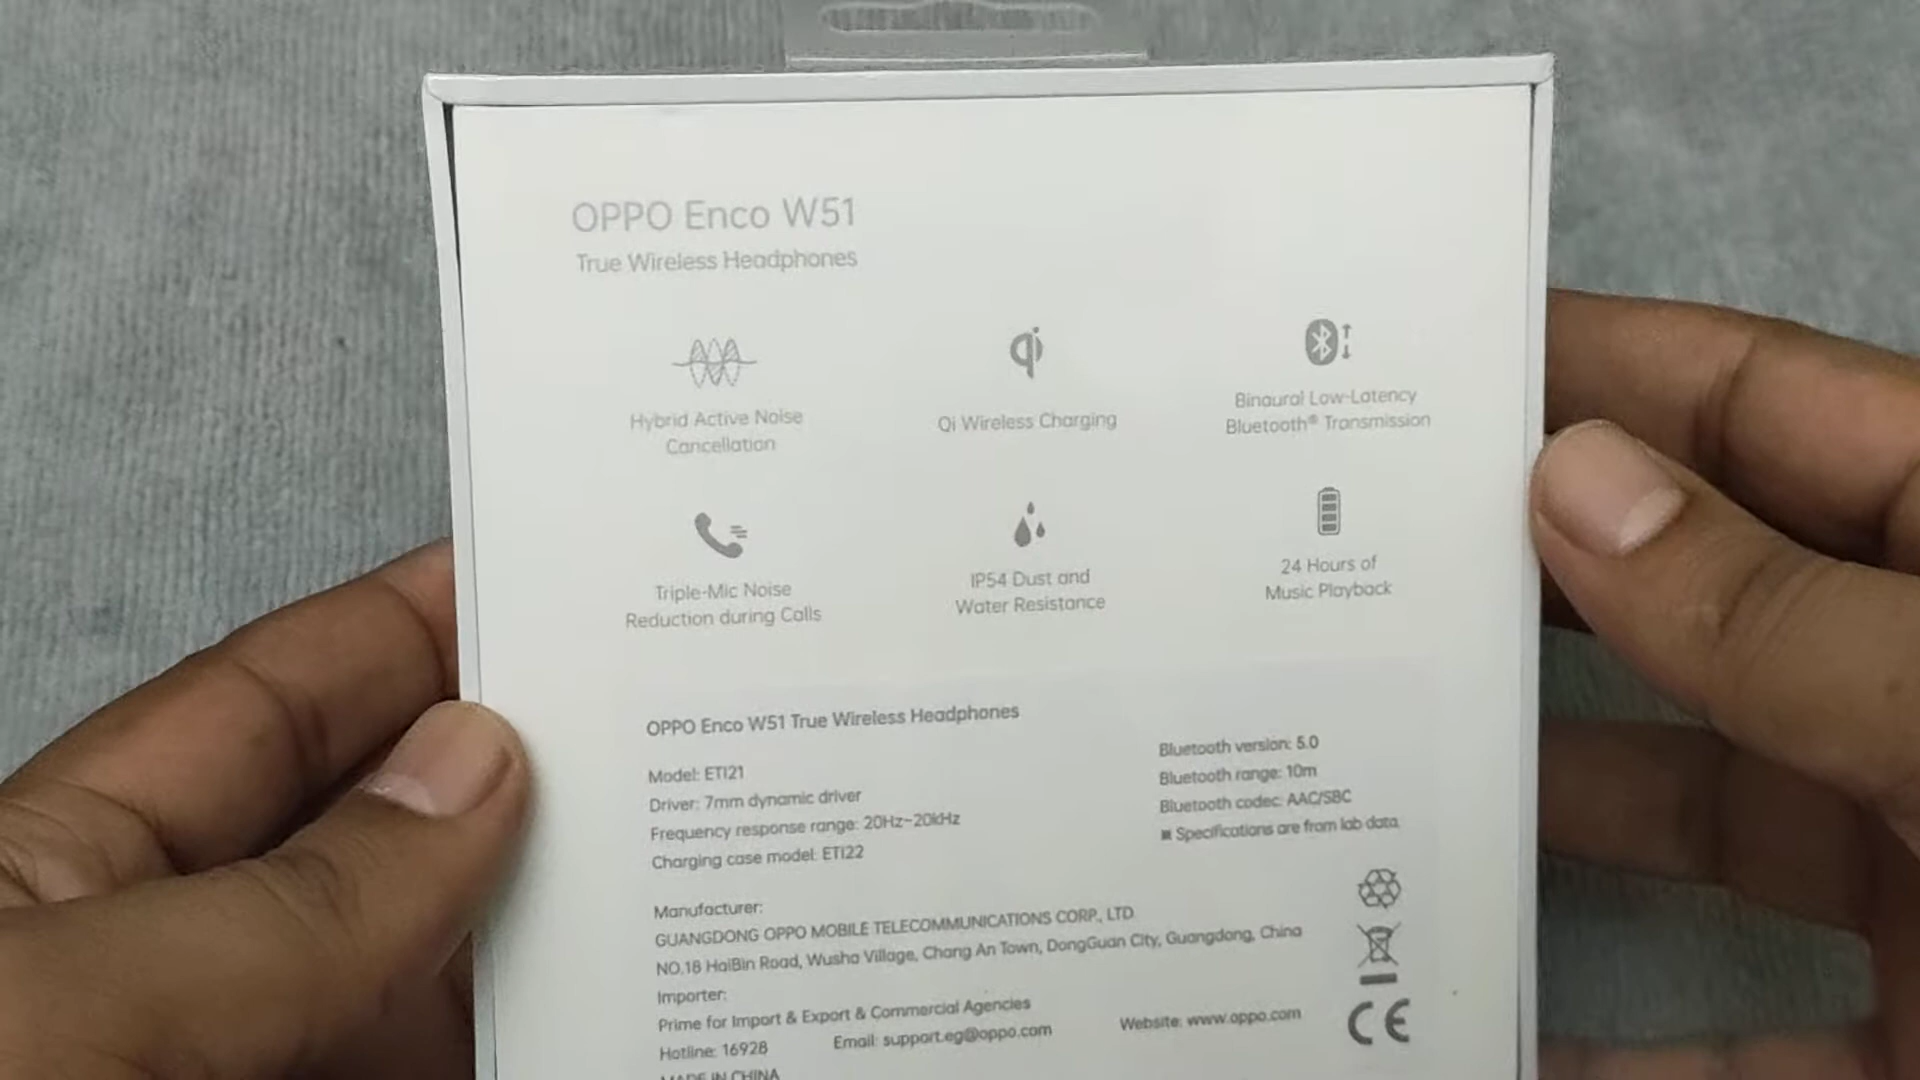 OPPO Enco W51
True Wireless Headphones
Hybrid Active Noise
Cancellation
Qi Wireless Charging
Binaural Low-Latency
Bluetooth® Transmission
Triple-Mic Noise
Reduction during Calls
IP54 Dust and
Water Resistance
24 Hours of
Music Playback
OPPO Enco W51 True Wireless Headphones
Model: ETI21
Driver: 7mm dynamic driver
Frequency response range: 20Hz~20kHz
Charging case model: ETI22
Bluetooth version: 5.0
Bluetooth range: 10m
Bluetooth codec: AAC/SBC
※ Specifications are from lab data.
Manufacturer:
GUANGDONG OPPO MOBILE TELECOMMUNICATIONS CORP., LTD.
NO.18 HaiBin Road, Wusha Village, Chang An Town, DongGuan City, Guangdong, China
Importer:
Prime for Import & Export & Commercial Agencies
Hotline: 16928 Email: support.eg@oppo.com Website: www.oppo.com
MADE IN CHINA
CE